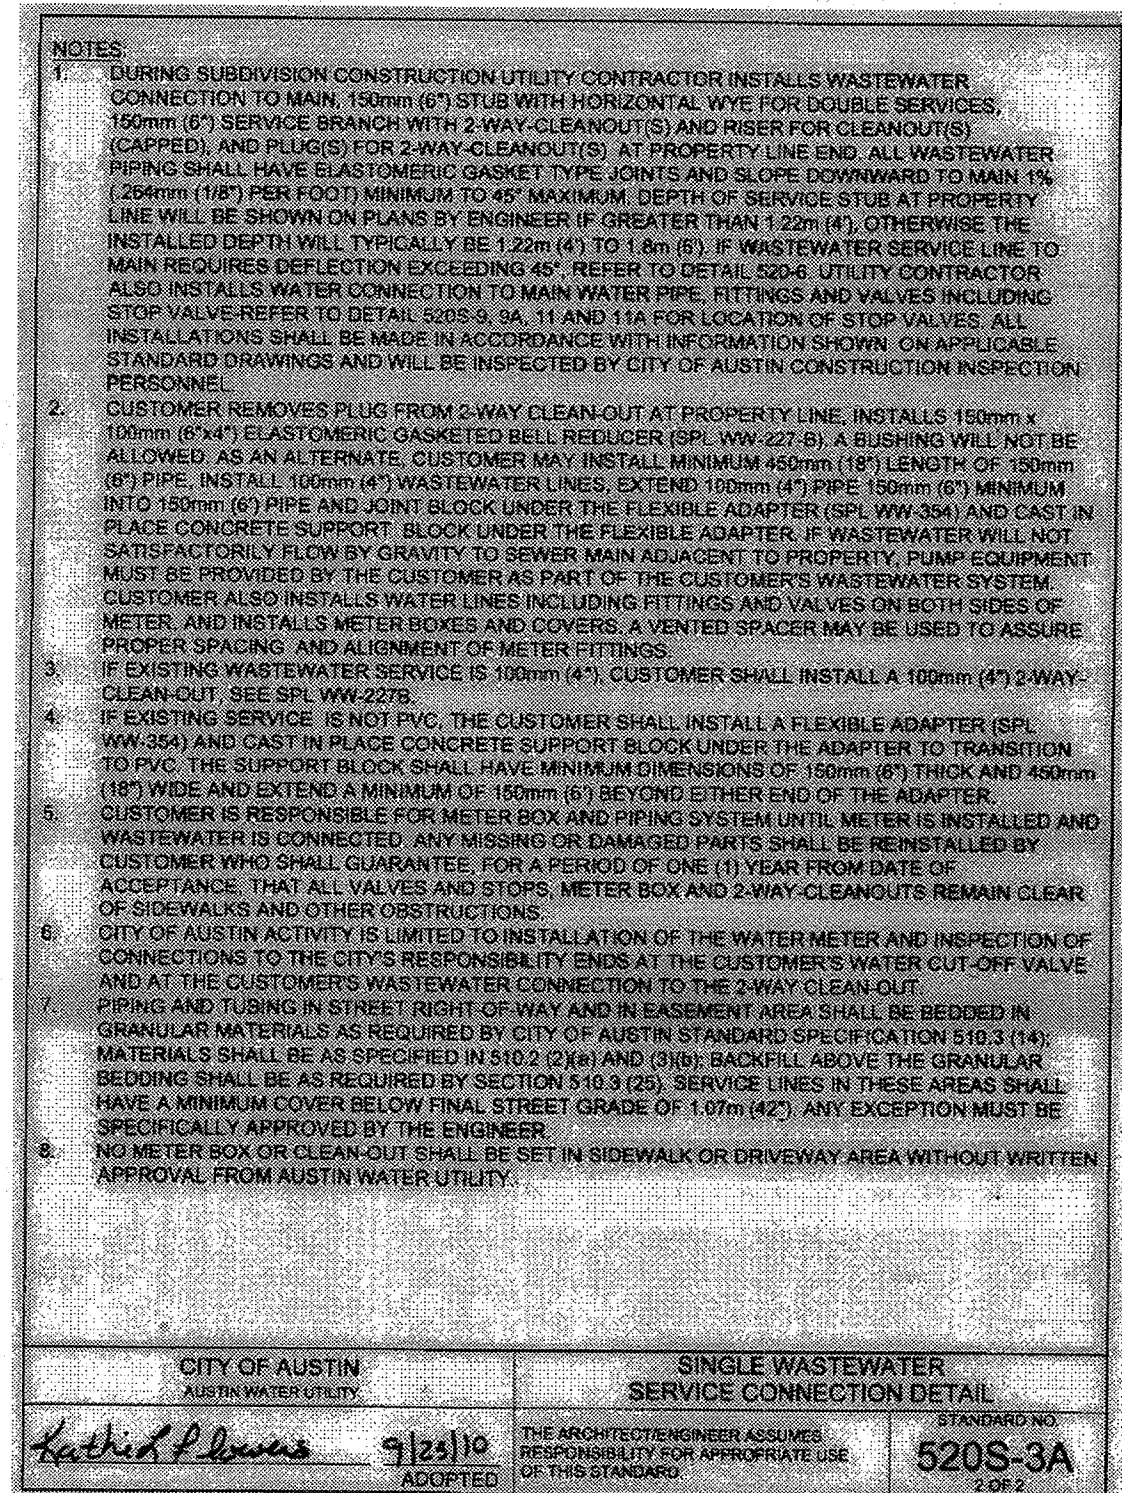 NOTES:
1. DURING SUBDIVISION CONSTRUCTION UTILITY CONTRACTOR INSTALLS WASTEWATER
CONNECTION TO MAIN, 150mm (6") STUB WITH HORIZONTAL WYE FOR DOUBLE SERVICES,
150mm (6") SERVICE BRANCH WITH 2-WAY-CLEANOUT(S) AND RISER FOR CLEANOUT(S)
(CAPPED), AND PLUG(S) FOR 2-WAY-CLEANOUT(S) AT PROPERTY LINE END. ALL WASTEWATER
PIPING SHALL HAVE ELASTOMERIC GASKET TYPE JOINTS AND SLOPE DOWNWARD TO MAIN 1%
(.264mm (1/8") PER FOOT) MINIMUM TO 45° MAXIMUM. DEPTH OF SERVICE STUB AT PROPERTY
LINE WILL BE SHOWN ON PLANS BY ENGINEER IF GREATER THAN 1.22m (4'), OTHERWISE THE
INSTALLED DEPTH WILL TYPICALLY BE 1.22m (4') TO 1.8m (6'). IF WASTEWATER SERVICE LINE TO
MAIN REQUIRES DEFLECTION EXCEEDING 45°, REFER TO DETAIL 520-6. UTILITY CONTRACTOR
ALSO INSTALLS WATER CONNECTION TO MAIN WATER PIPE, FITTINGS AND VALVES INCLUDING
STOP VALVE-REFER TO DETAIL 520S-9, 9A, 11 AND 11A FOR LOCATION OF STOP VALVES. ALL
INSTALLATIONS SHALL BE MADE IN ACCORDANCE WITH INFORMATION SHOWN ON APPLICABLE
STANDARD DRAWINGS AND WILL BE INSPECTED BY CITY OF AUSTIN CONSTRUCTION INSPECTION
PERSONNEL.
2. CUSTOMER REMOVES PLUG FROM 2-WAY CLEAN-OUT AT PROPERTY LINE, INSTALLS 150mm x
100mm (6"x4") ELASTOMERIC GASKETED BELL REDUCER (SPL WW-227-B). A BUSHING WILL NOT BE
ALLOWED. AS AN ALTERNATE, CUSTOMER MAY INSTALL MINIMUM 450mm (18") LENGTH OF 150mm
(6") PIPE, INSTALL 100mm (4") WASTEWATER LINES, EXTEND 100mm (4") PIPE 150mm (6") MINIMUM
INTO 150mm (6') PIPE AND JOINT BLOCK UNDER THE FLEXIBLE ADAPTER (SPL WW-354) AND CAST IN
PLACE CONCRETE SUPPORT BLOCK UNDER THE FLEXIBLE ADAPTER. IF WASTEWATER WILL NOT
SATISFACTORILY FLOW BY GRAVITY TO SEWER MAIN ADJACENT TO PROPERTY, PUMP EQUIPMENT
MUST BE PROVIDED BY THE CUSTOMER AS PART OF THE CUSTOMER'S WASTEWATER SYSTEM.
CUSTOMER ALSO INSTALLS WATER LINES INCLUDING FITTINGS AND VALVES ON BOTH SIDES OF
METER. AND INSTALLS METER BOXES AND COVERS. A VENTED SPACER MAY BE USED TO ASSURE
PROPER SPACING AND ALIGNMENT OF METER FITTINGS.
3. IF EXISTING WASTEWATER SERVICE IS 100mm (4"), CUSTOMER SHALL INSTALL A 100mm (4") 2-WAY-
CLEAN-OUT, SEE SPL WW-227B.
4. IF EXISTING SERVICE IS NOT PVC, THE CUSTOMER SHALL INSTALL A FLEXIBLE ADAPTER (SPL
WW-354) AND CAST IN PLACE CONCRETE SUPPORT BLOCK UNDER THE ADAPTER TO TRANSITION
TO PVC. THE SUPPORT BLOCK SHALL HAVE MINIMUM DIMENSIONS OF 150mm (6") THICK AND 450mm
(18") WIDE AND EXTEND A MINIMUM OF 150mm (6') BEYOND EITHER END OF THE ADAPTER.
5. CUSTOMER IS RESPONSIBLE FOR METER BOX AND PIPING SYSTEM UNTIL METER IS INSTALLED AND
WASTEWATER IS CONNECTED. ANY MISSING OR DAMAGED PARTS SHALL BE REINSTALLED BY
CUSTOMER WHO SHALL GUARANTEE, FOR A PERIOD OF ONE (1) YEAR FROM DATE OF
ACCEPTANCE, THAT ALL VALVES AND STOPS, METER BOX AND 2-WAY-CLEANOUTS REMAIN CLEAR
OF SIDEWALKS AND OTHER OBSTRUCTIONS.
6. CITY OF AUSTIN ACTIVITY IS LIMITED TO INSTALLATION OF THE WATER METER AND INSPECTION OF
CONNECTIONS TO THE CITY'S RESPONSIBILITY ENDS AT THE CUSTOMER'S WATER CUT-OFF VALVE
AND AT THE CUSTOMER'S WASTEWATER CONNECTION TO THE 2-WAY CLEAN-OUT.
7. PIPING AND TUBING IN STREET RIGHT-OF-WAY AND IN EASEMENT AREA SHALL BE BEDDED IN
GRANULAR MATERIALS AS REQUIRED BY CITY OF AUSTIN STANDARD SPECIFICATION 510.3 (14);
MATERIALS SHALL BE AS SPECIFIED IN 510.2 (2)(a) AND (3)(b); BACKFILL ABOVE THE GRANULAR
BEDDING SHALL BE AS REQUIRED BY SECTION 510.3 (25). SERVICE LINES IN THESE AREAS SHALL
HAVE A MINIMUM COVER BELOW FINAL STREET GRADE OF 1.07m (42"). ANY EXCEPTION MUST BE
SPECIFICALLY APPROVED BY THE ENGINEER.
8. NO METER BOX OR CLEAN-OUT SHALL BE SET IN SIDEWALK OR DRIVEWAY AREA WITHOUT WRITTEN
APPROVAL FROM AUSTIN WATER UTILITY.
CITY OF AUSTIN
AUSTIN WATER UTILITY
SINGLE WASTEWATER
SERVICE CONNECTION DETAIL
Kathi L Flowers
9/23/10
ADOPTED
THE ARCHITECT/ENGINEER ASSUMES
RESPONSIBILITY FOR APPROPRIATE USE
OF THIS STANDARD.
STANDARD NO.
520S-3A
2 OF 2